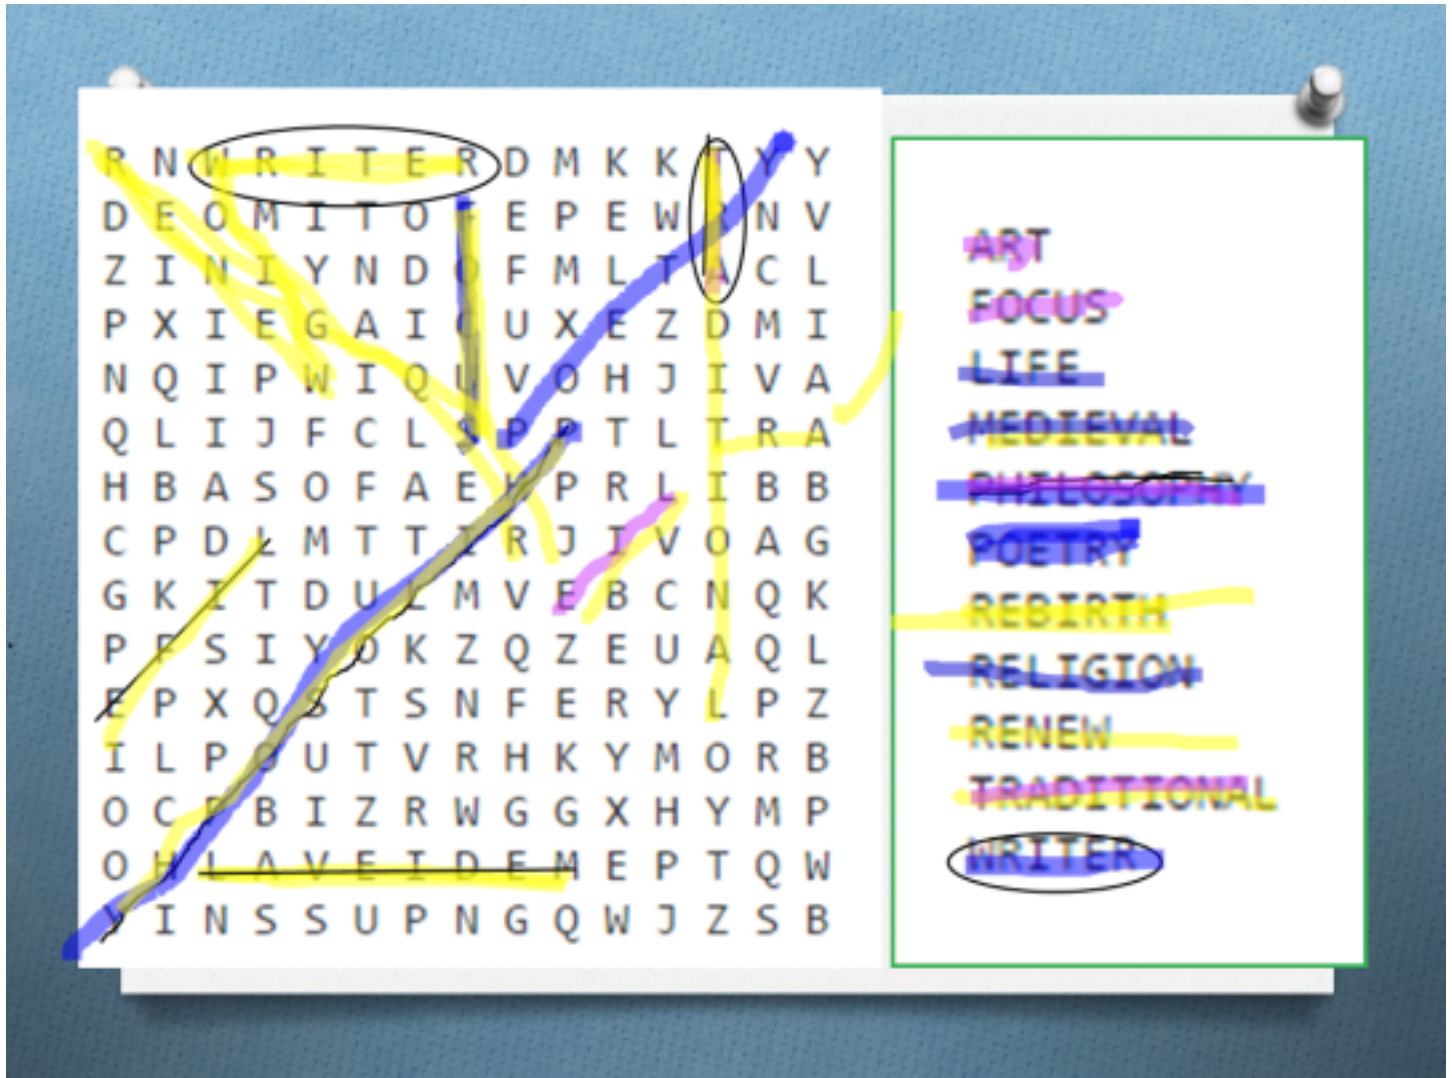 R N W R I T E R D M K K T Y Y
D E O M I T O F E P E W R N V
Z I N I Y N D O F M L T A C L
P X I E G A I C U X E Z D M I
N Q I P W I Q U V O H J I V A
Q L I J F C L S P P T L T R A
H B A S O F A E H P R L I B B
C P D L M T T I R J I V O A G
G K I T D U L M V E B C N Q K
P F S I Y O K Z Q Z E U A Q L
E P X Q S T S N F E R Y L P Z
I L P O U T V R H K Y M O R B
O C P B I Z R W G G X H Y M P
O H L A V E I D E M E P T Q W
Y I N S S U P N G Q W J Z S B
ART
FOCUS
LIFE
MEDIEVAL
PHILOSOPHY
POETRY
REBIRTH
RELIGION
RENEW
TRADITIONAL
WRITER